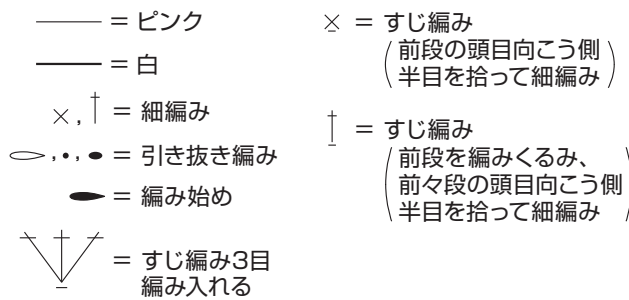 = ピンク
= 白
×, † = 細編み
, •, ● = 引き抜き編み
= 編み始め
= すじ編み3目
編み入れる
× = すじ編み
(前段の頭目向こう側
半目を拾って細編み)
† = すじ編み
(前段を編みくるみ、
前々段の頭目向こう側
半目を拾って細編み)